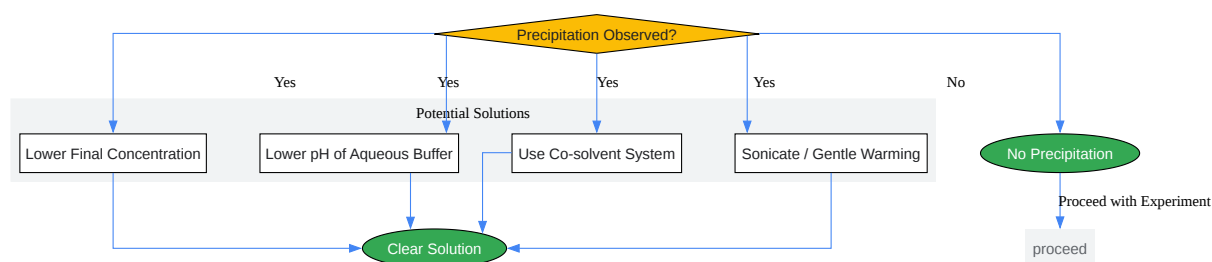 Precipitation Observed?
Yes
Yes
Yes
Yes
No
Potential Solutions
Lower Final Concentration
Lower pH of Aqueous Buffer
Use Co-solvent System
Sonicate / Gentle Warming
No Precipitation
Proceed with Experiment
Clear Solution
proceed